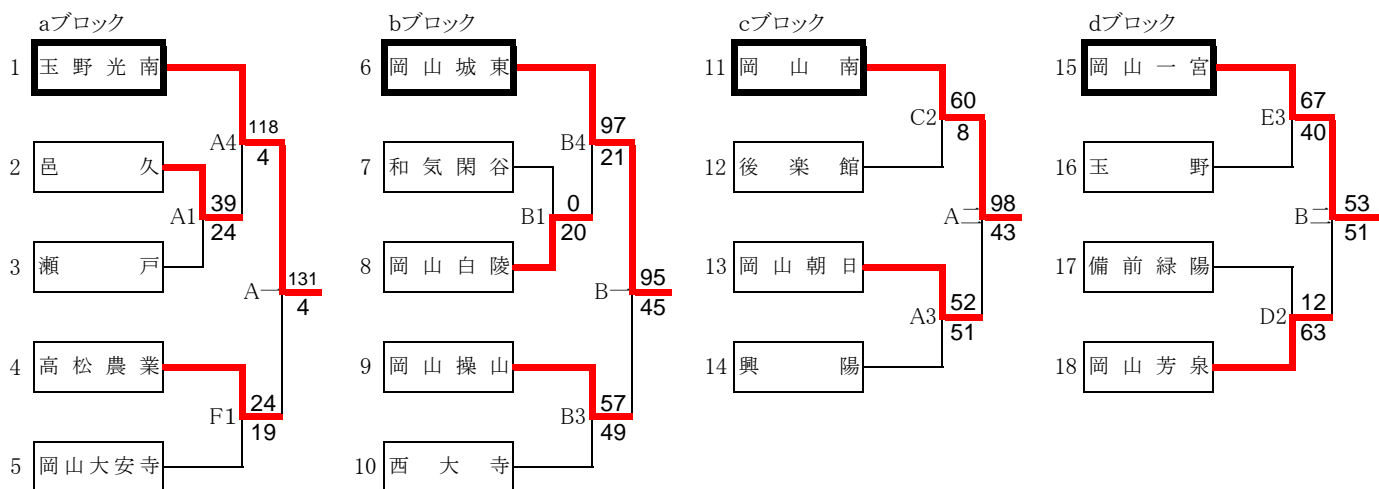 aブロック
1 玉野光南
2 邑久
3 瀬戸
4 高松農業
5 岡山大安寺
A1
39
24
A4
118
4
F1
24
19
A一
131
4
bブロック
6 岡山城東
7 和気閑谷
8 岡山白陵
9 岡山操山
10 西大寺
B1
0
20
B4
97
21
B3
57
49
B一
95
45
cブロック
11 岡山南
12 後楽館
13 岡山朝日
14 興陽
C2
60
8
A3
52
51
A二
98
43
dブロック
15 岡山一宮
16 玉野
17 備前緑陽
18 岡山芳泉
E3
67
40
D2
12
63
B二
53
51